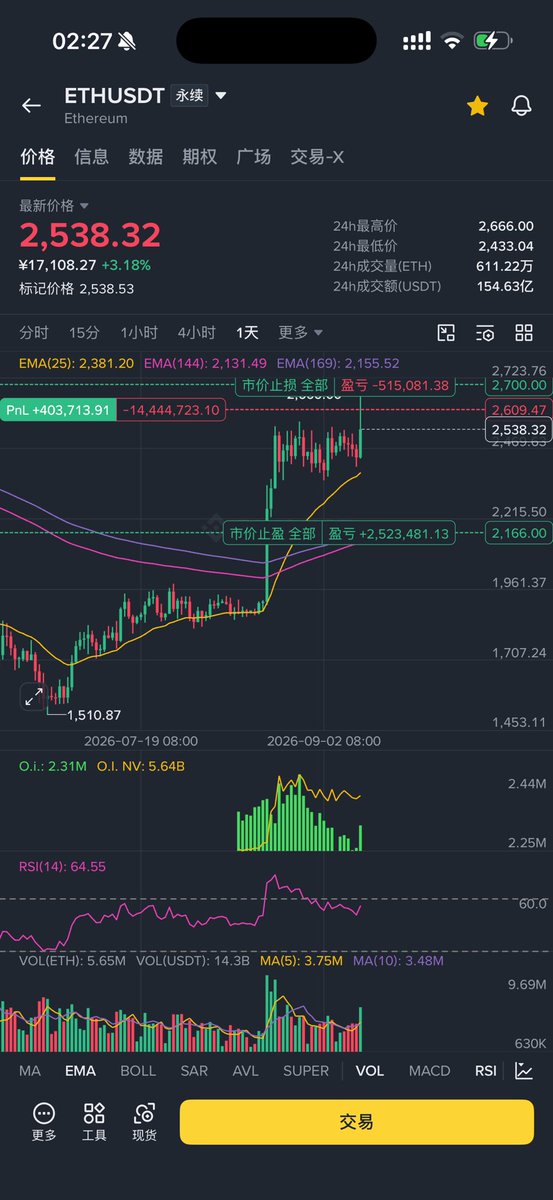 02:27
ETHUSDT 永续
Ethereum
价格 信息 数据 期权 广场 交易-X
最新价格
2,538.32
¥17,108.27 +3.18%
标记价格 2,538.53
24h最高价 2,666.00
24h最低价 2,433.04
24h成交量(ETH) 611.22万
24h成交额(USDT) 154.63亿
分时 15分 1小时 4小时 1天 更多
EMA(25): 2,381.20 EMA(144): 2,131.49 EMA(169): 2,155.52
2,723.76
市价止损 全部 盈亏 -515,081.38 2,700.00
PnL +403,713.91 -14,444,723.10 2,609.47
2,538.32
2,215.50
市价止盈 全部 盈亏 +2,523,481.13 2,166.00
1,961.37
1,707.24
1,510.87
1,453.11
2026-07-19 08:00 2026-09-02 08:00
O.i.: 2.31M O.I. NV: 5.64B
2.44M
2.25M
RSI(14): 64.55
60.0
VOL(ETH): 5.65M VOL(USDT): 14.3B MA(5): 3.75M MA(10): 3.48M
9.69M
630K
MA EMA BOLL SAR AVL SUPER VOL MACD RSI
更多 工具 现货 交易